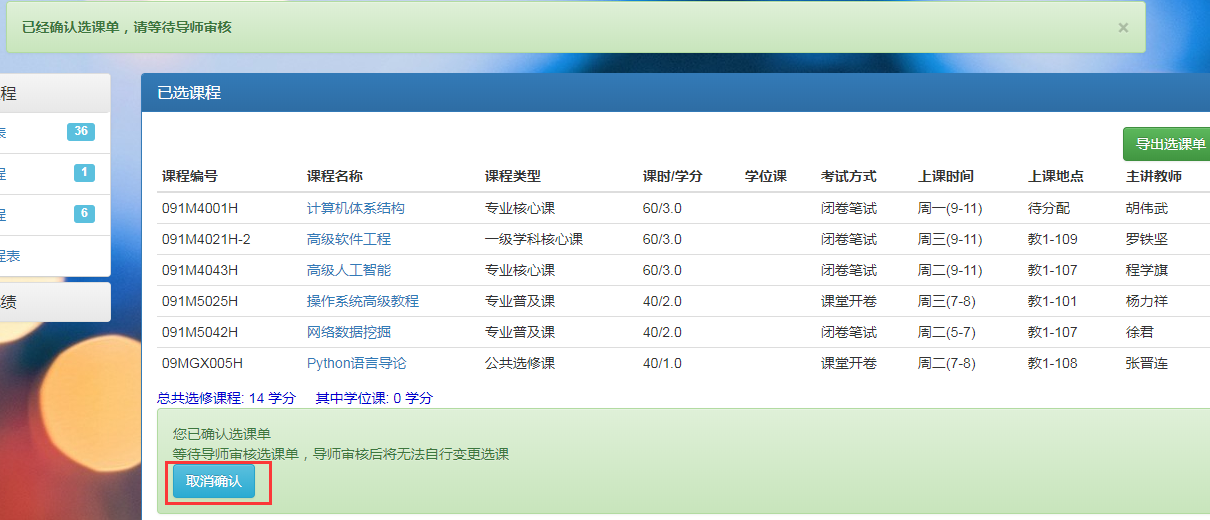 已经确认选课单，请等待导师审核 ×
程
表 36
程 1
程 6
程表
绩
已选课程
导出选课单
课程编号 课程名称 课程类型 课时/学分 学位课 考试方式 上课时间 上课地点 主讲教师
091M4001H 计算机体系结构 专业核心课 60/3.0 闭卷笔试 周一(9-11) 待分配 胡伟武
091M4021H-2 高级软件工程 一级学科核心课 60/3.0 闭卷笔试 周三(9-11) 教1-109 罗铁坚
091M4043H 高级人工智能 专业核心课 60/3.0 闭卷笔试 周二(9-11) 教1-107 程学旗
091M5025H 操作系统高级教程 专业普及课 40/2.0 课堂开卷 周三(7-8) 教1-101 杨力祥
091M5042H 网络数据挖掘 专业普及课 40/2.0 闭卷笔试 周二(5-7) 教1-107 徐君
09MGX005H Python语言导论 公共选修课 40/1.0 课堂开卷 周二(7-8) 教1-108 张晋连
总共选修课程: 14 学分 其中学位课: 0 学分
您已确认选课单
等待导师审核选课单，导师审核后将无法自行变更选课
取消确认